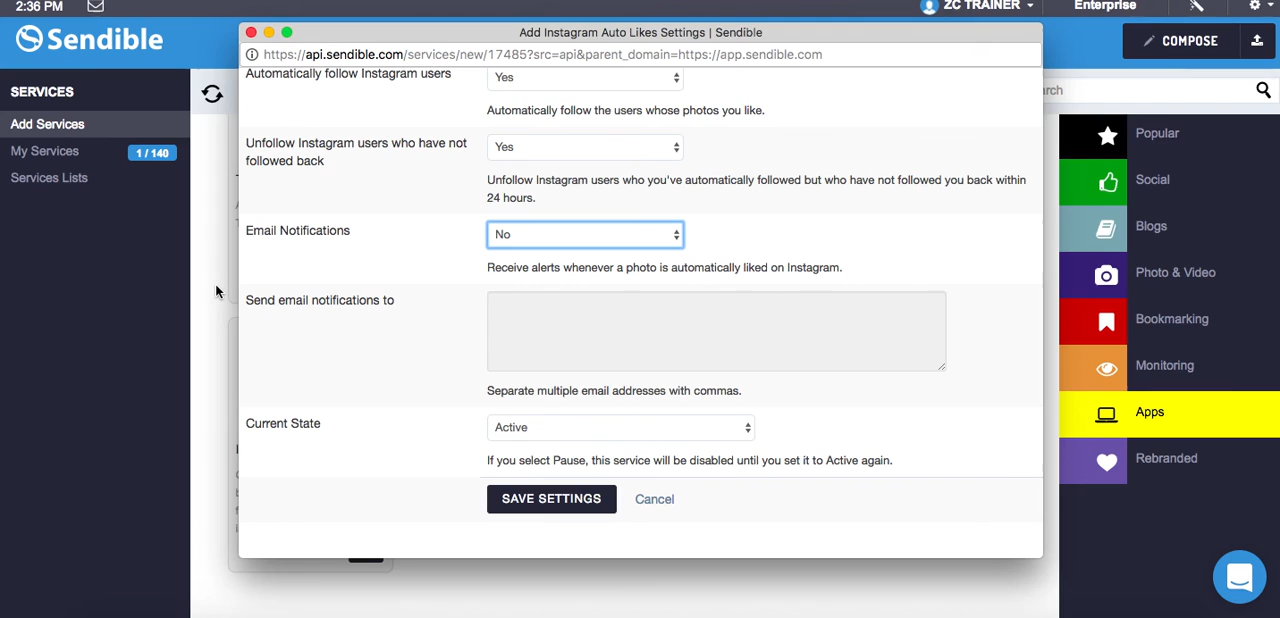 2:36 PM
ZC TRAINER
Enterprise
Add Instagram Auto Likes Settings | Sendible
Sendible
https://api.sendible.com/services/new/17485?src=api&parent_domain=https://app.sendible.com
COMPOSE
SERVICES
Add Services
My Services
1 / 140
Services Lists
Automatically follow Instagram users
Yes
Automatically follow the users whose photos you like.
Unfollow Instagram users who have not
followed back
Yes
Unfollow Instagram users who you've automatically followed but who have not followed you back within
24 hours.
Email Notifications
No
Receive alerts whenever a photo is automatically liked on Instagram.
Send email notifications to
Separate multiple email addresses with commas.
Current State
Active
If you select Pause, this service will be disabled until you set it to Active again.
SAVE SETTINGS
Cancel
Popular
Social
Blogs
Photo & Video
Bookmarking
Monitoring
Apps
Rebranded